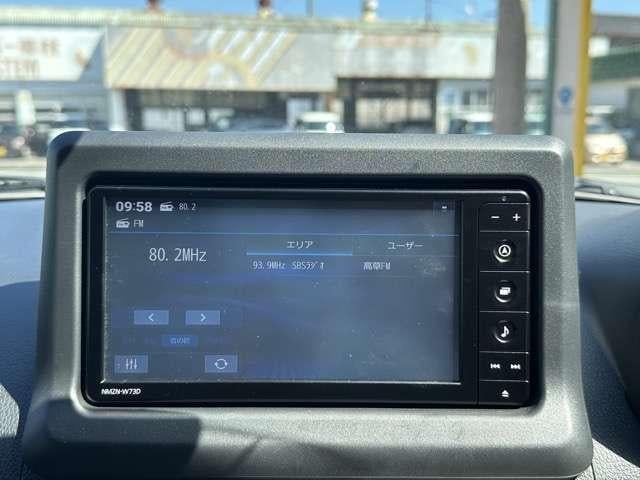 09:58 80.2
FM
80.2MHz
エリア ユーザー
93.9MHz SBSラジオ 高草FM
NMZN-W73D